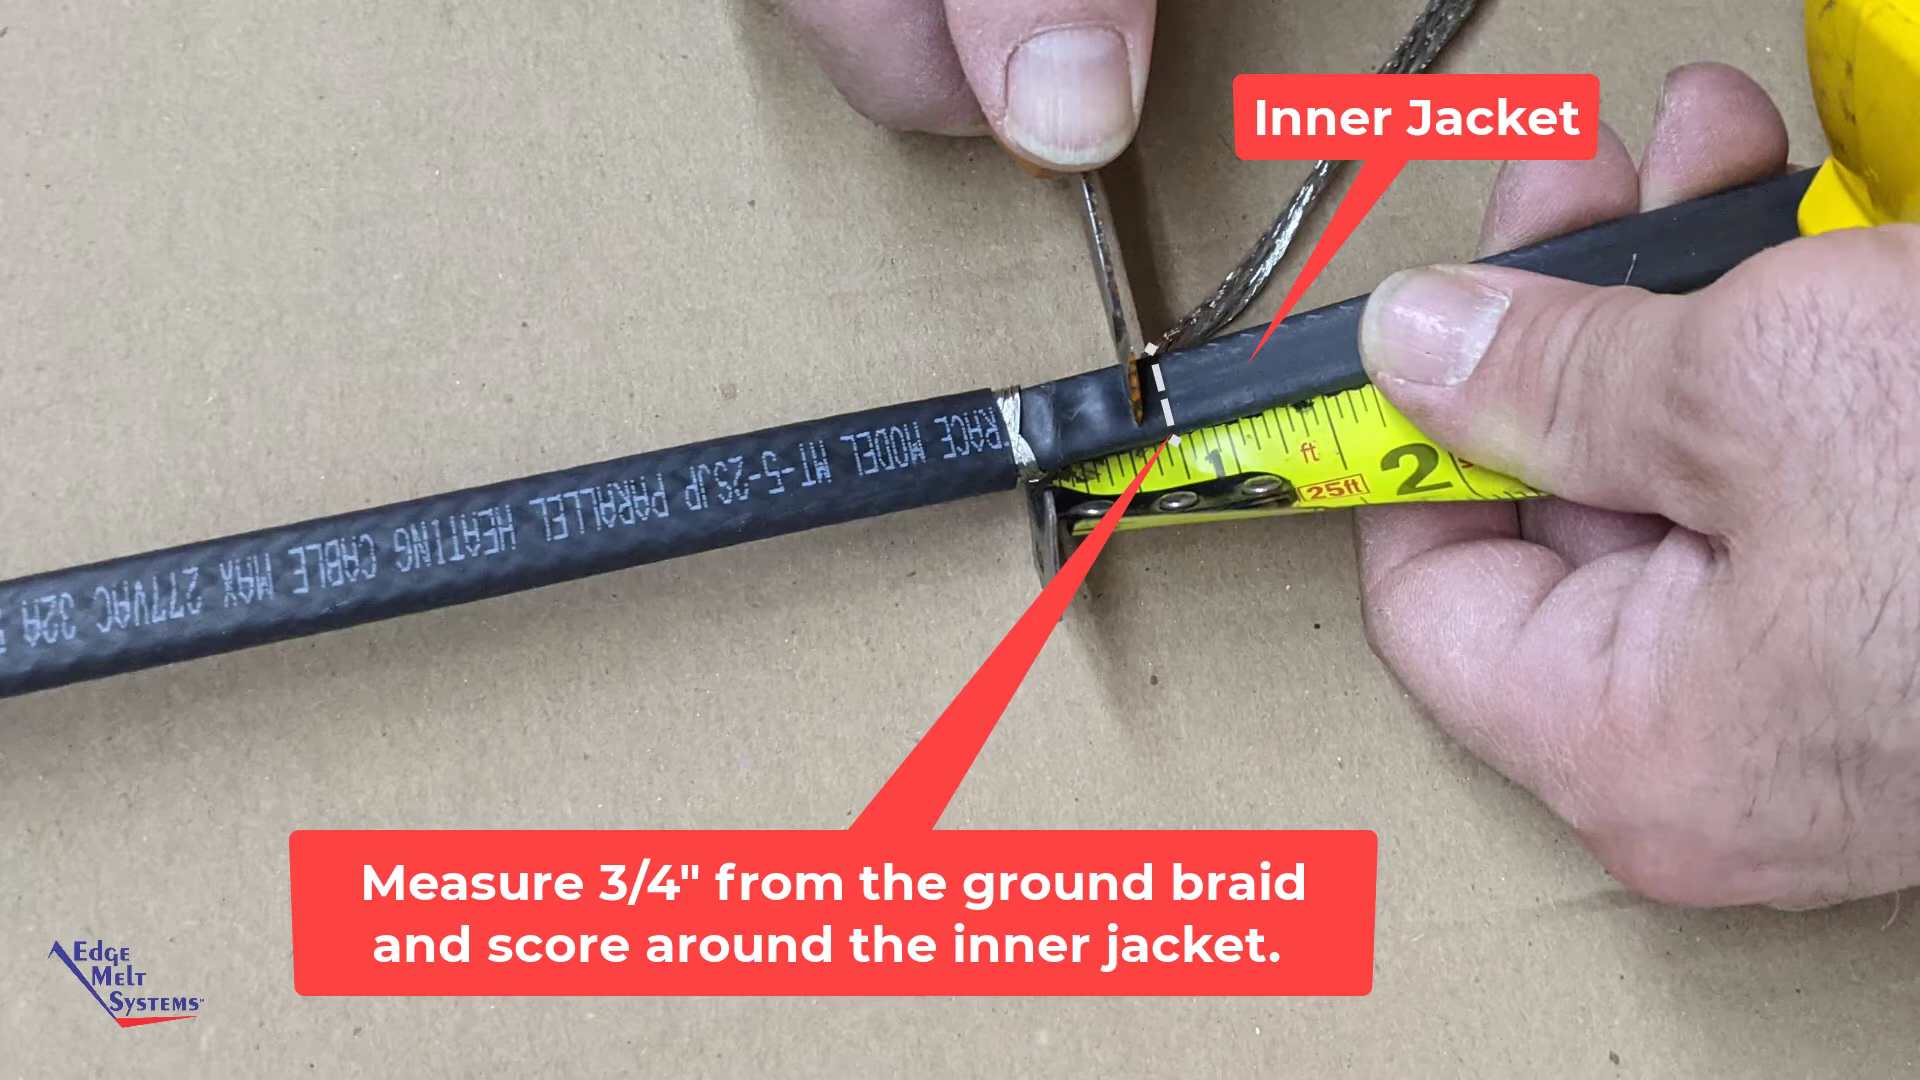 Inner Jacket
RACE MODEL MT-5-2SJP PARALLEL HEATING CABLE MAX 277VAC 32A
1
ft
25ft
2
Measure 3/4" from the ground braid
and score around the inner jacket.
Edge
Melt
Systems™